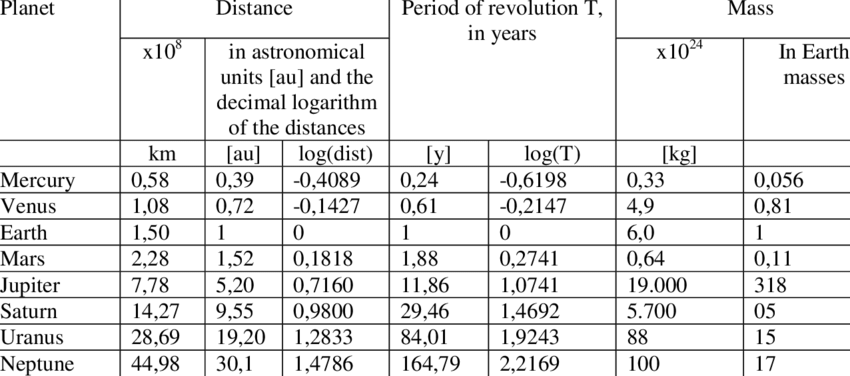 Planet Distance Period of revolution T, in years Mass
x10⁸ in astronomical units [au] and the decimal logarithm of the distances x10²⁴ In Earth masses
km [au] log(dist) [y] log(T) [kg]
Mercury 0,58 0,39 -0,4089 0,24 -0,6198 0,33 0,056
Venus 1,08 0,72 -0,1427 0,61 -0,2147 4,9 0,81
Earth 1,50 1 0 1 0 6,0 1
Mars 2,28 1,52 0,1818 1,88 0,2741 0,64 0,11
Jupiter 7,78 5,20 0,7160 11,86 1,0741 19.000 318
Saturn 14,27 9,55 0,9800 29,46 1,4692 5.700 05
Uranus 28,69 19,20 1,2833 84,01 1,9243 88 15
Neptune 44,98 30,1 1,4786 164,79 2,2169 100 17